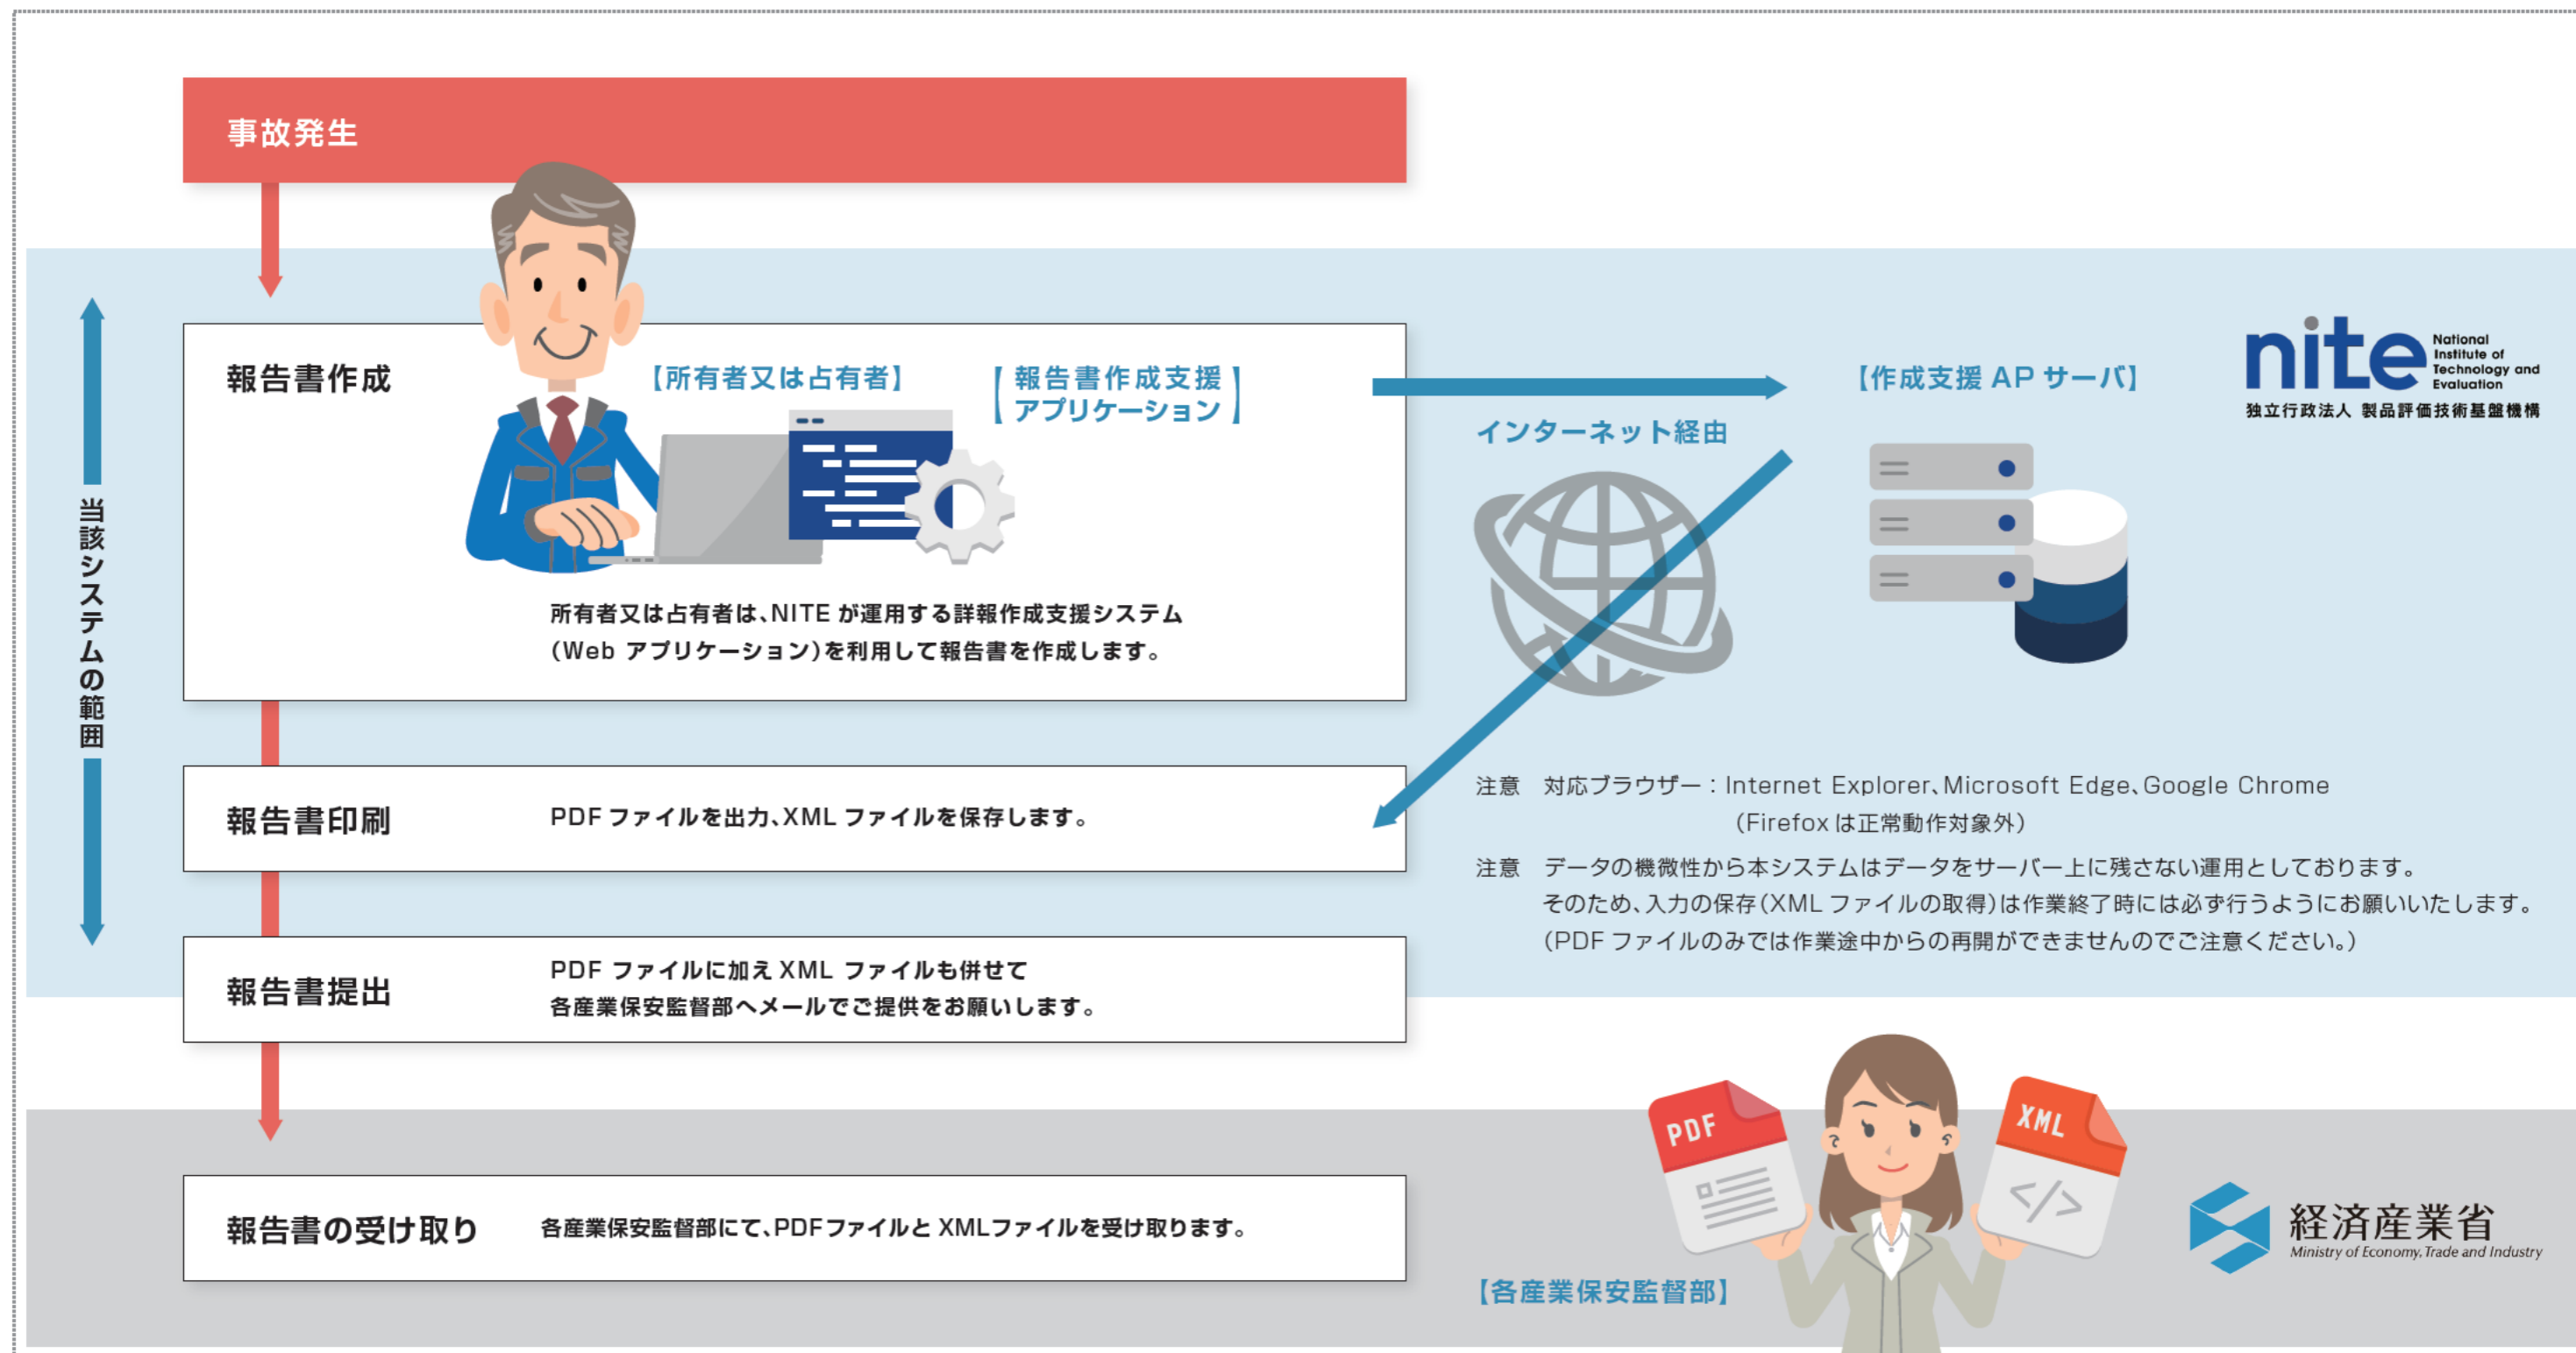 事故発生
報告書作成
【所有者又は占有者】
【報告書作成支援
アプリケーション】
インターネット経由
【作成支援 AP サーバ】
nite
National
Institute of
Technology and
Evaluation
独立行政法人 製品評価技術基盤機構
所有者又は占有者は、NITE が運用する詳報作成支援システム
（Web アプリケーション）を利用して報告書を作成します。
当該システムの範囲
報告書印刷
PDF ファイルを出力、XML ファイルを保存します。
注意 対応ブラウザー：Internet Explorer、Microsoft Edge、Google Chrome
（Firefox は正常動作対象外）
注意 データの機微性から本システムはデータをサーバー上に残さない運用としております。
そのため、入力の保存（XML ファイルの取得）は作業終了時には必ず行うようにお願いいたします。
（PDF ファイルのみでは作業途中からの再開ができませんのでご注意ください。）
報告書提出
PDF ファイルに加え XML ファイルも併せて
各産業保安監督部へメールでご提供をお願いします。
報告書の受け取り
各産業保安監督部にて、PDFファイルと XMLファイルを受け取ります。
【各産業保安監督部】
PDF
XML
</>
経済産業省
Ministry of Economy, Trade and Industry